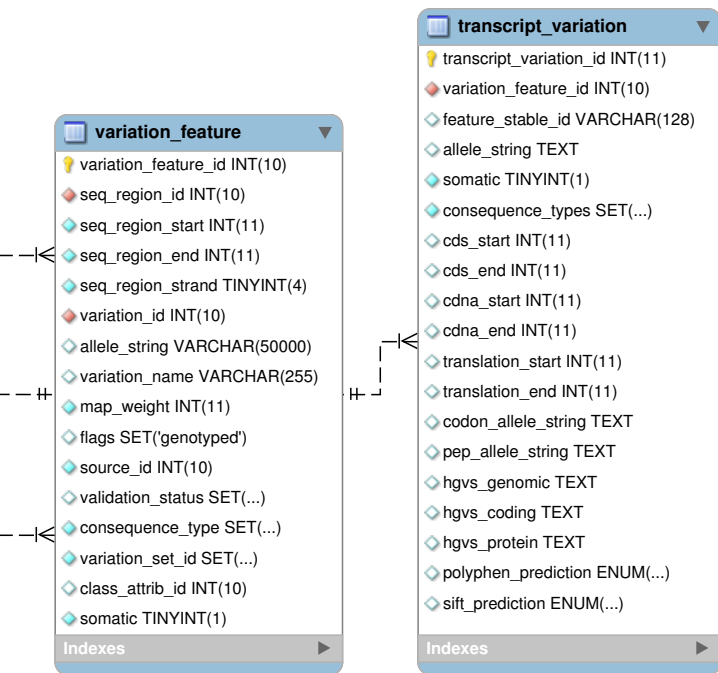 variation_feature
variation_feature_id INT(10)
seq_region_id INT(10)
seq_region_start INT(11)
seq_region_end INT(11)
seq_region_strand TINYINT(4)
variation_id INT(10)
allele_string VARCHAR(50000)
variation_name VARCHAR(255)
map_weight INT(11)
flags SET('genotyped')
source_id INT(10)
validation_status SET(...)
consequence_type SET(...)
variation_set_id SET(...)
class_attrib_id INT(10)
somatic TINYINT(1)
Indexes
transcript_variation
transcript_variation_id INT(11)
variation_feature_id INT(10)
feature_stable_id VARCHAR(128)
allele_string TEXT
somatic TINYINT(1)
consequence_types SET(...)
cds_start INT(11)
cds_end INT(11)
cdna_start INT(11)
cdna_end INT(11)
translation_start INT(11)
translation_end INT(11)
codon_allele_string TEXT
pep_allele_string TEXT
hgvs_genomic TEXT
hgvs_coding TEXT
hgvs_protein TEXT
polyphen_prediction ENUM(...)
sift_prediction ENUM(...)
Indexes